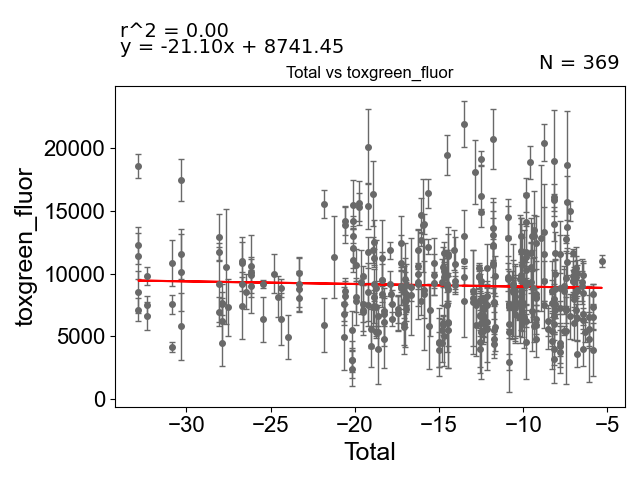 r^2 = 0.00
y = -21.10x + 8741.45
N = 369
Total vs toxgreen_fluor
toxgreen_fluor
20000
15000
10000
5000
0
−30
−25
−20
−15
−10
−5
Total